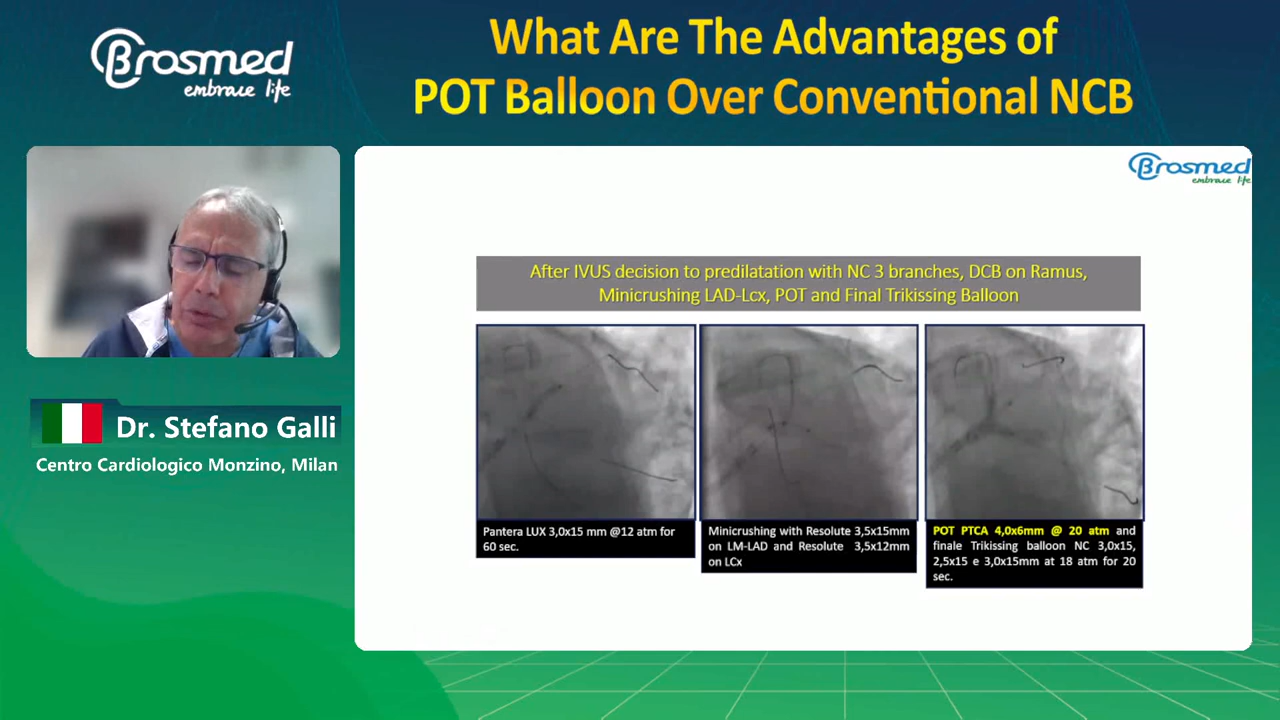 Brosmed
embrace life
What Are The Advantages of
POT Balloon Over Conventional NCB
Dr. Stefano Galli
Centro Cardiologico Monzino, Milan
Brosmed
embrace life
After IVUS decision to predilatation with NC 3 branches, DCB on Ramus,
Minicrushing LAD-Lcx, POT and Final Trikissing Balloon
Pantera LUX 3,0x15 mm @12 atm for
60 sec.
Minicrushing with Resolute 3,5x15mm
on LM-LAD and Resolute 3,5x12mm
on LCx
POT PTCA 4,0x6mm @ 20 atm and
finale Trikissing balloon NC 3,0x15,
2,5x15 e 3,0x15mm at 18 atm for 20
sec.